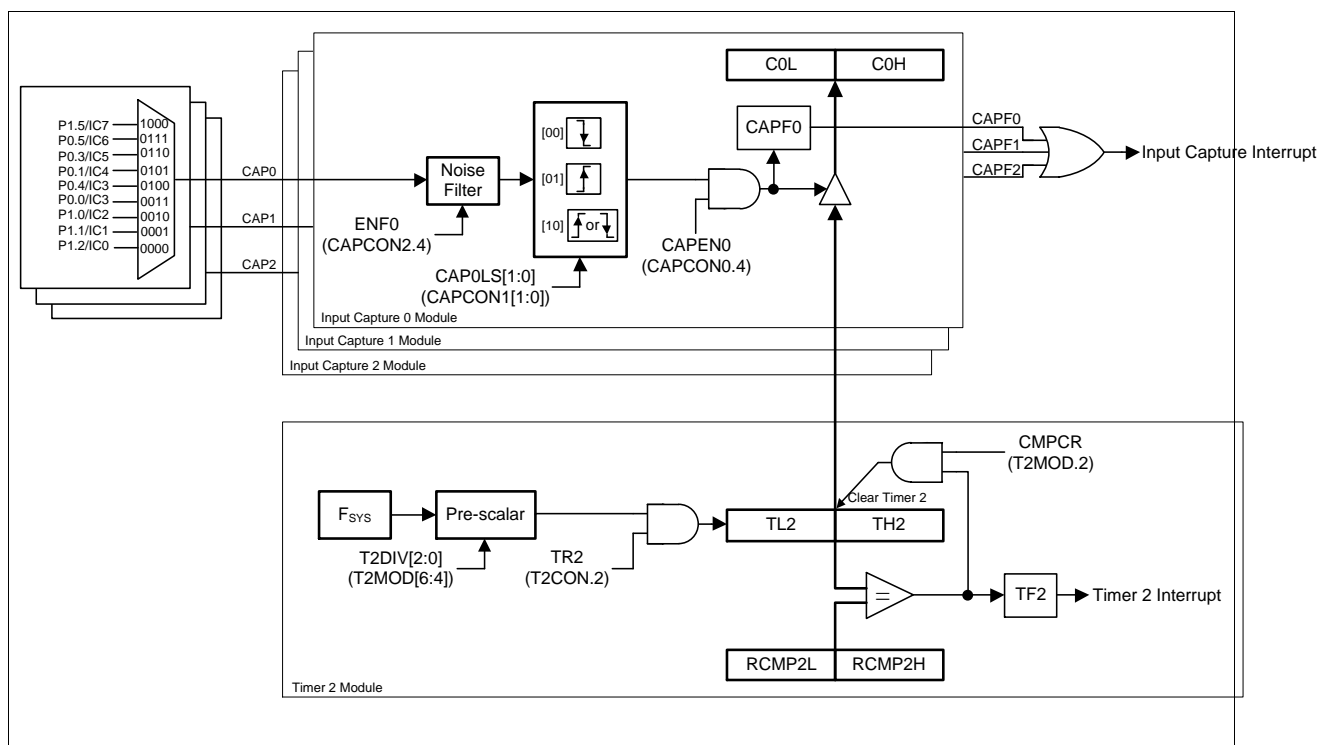 C0L C0H
P1.5/IC7 1000
P0.5/IC6 0111
P0.3/IC5 0110
P0.1/IC4 0101
P0.4/IC3 0100
P0.0/IC3 0011
P1.0/IC2 0010
P1.1/IC1 0001
P1.2/IC0 0000
CAP0
CAP1
CAP2
Noise
Filter
ENF0
(CAPCON2.4)
[00]
[01]
[10] or
CAP0LS[1:0]
(CAPCON1[1:0])
CAPEN0
(CAPCON0.4)
CAPF0
CAPF0
CAPF1
CAPF2
Input Capture Interrupt
Input Capture 0 Module
Input Capture 1 Module
Input Capture 2 Module
CMPCR
(T2MOD.2)
Clear Timer 2
FSYS
Pre-scalar
T2DIV[2:0]
(T2MOD[6:4])
TR2
(T2CON.2)
TL2 TH2
=
TF2
Timer 2 Interrupt
RCMP2L RCMP2H
Timer 2 Module